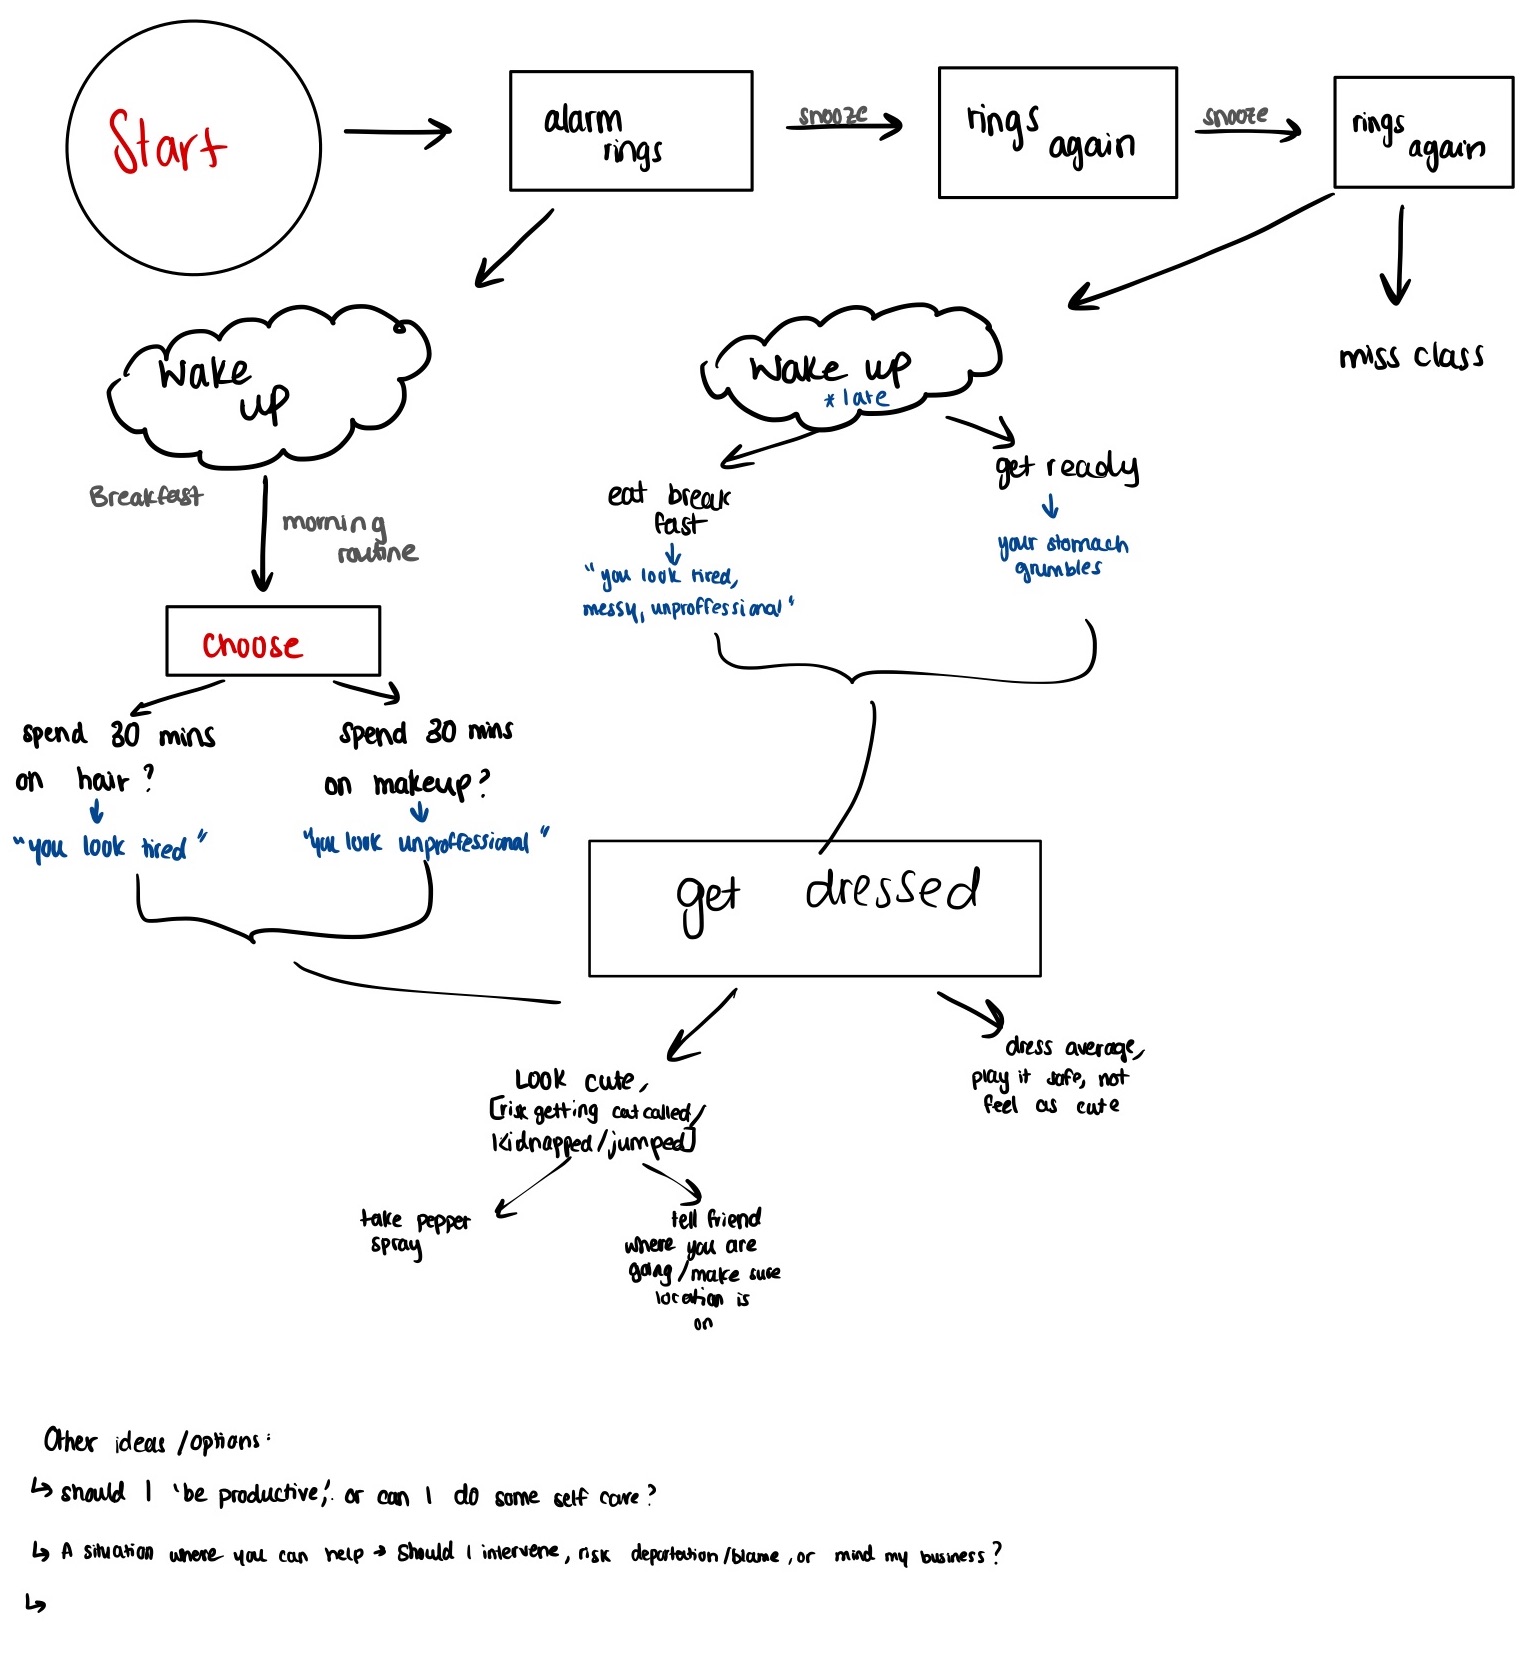 Start
alarm
rings
snooze
rings
again
snooze
rings
again
miss class
wake
up
wake up
* late
Breakfast
morning
routine
eat break
fast
"you look tired,
messy, unproffessional"
get ready
your stomach
grumbles
choose
spend 30 mins
on hair?
"you look tired"
spend 30 mins
on makeup?
"you look unproffessional"
get dressed
Look cute,
[risk getting catcalled/
kidnapped/jumped]
dress average,
play it safe, not
feel as cute
take pepper
spray
tell friend
where you are
going/make sure
location is
on
Other ideas/options:
↳ should I 'be productive,' or can I do some self care?
↳ A situation where you can help → Should I intervene, risk deportation/blame, or mind my business?
↳